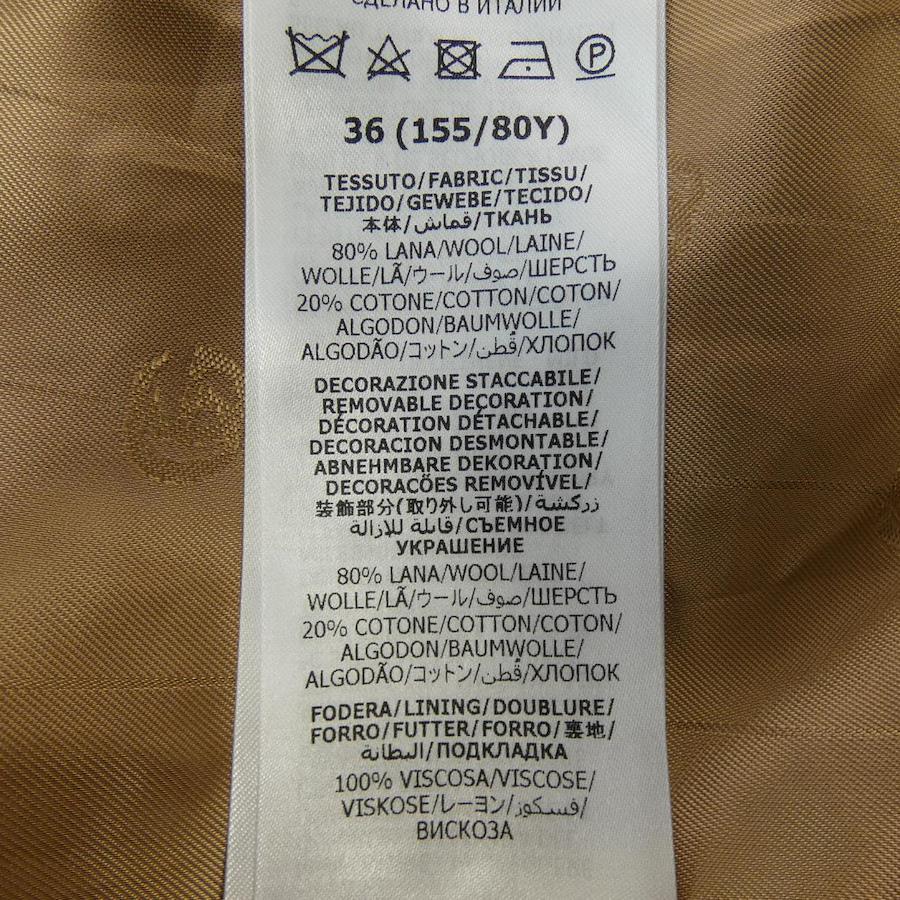 СДЕЛАНО В ИТАЛИИ
P
36 (155/80Y)
TESSUTO/FABRIC/TISSU/
TEJIDO/GEWEBE/TECIDO/
本体/قماش/ТКАНЬ
80% LANA/WOOL/LAINE/
WOLLE/LÃ/ウール/صوف/ШЕРСТЬ
20% COTONE/COTTON/COTON/
ALGODON/BAUMWOLLE/
ALGODÃO/コットン/قُطن/ХЛОПОК
DECORAZIONE STACCABILE/
REMOVABLE DECORATION/
DÉCORATION DÉTACHABLE/
DECORACION DESMONTABLE/
ABNEHMBARE DEKORATION/
DECORACÕES REMOVÍVEL/
装飾部分(取り外し可能)/زركشة
قابلة للإزالة/СЪЕМНОЕ
УКРАШЕНИЕ
80% LANA/WOOL/LAINE/
WOLLE/LÃ/ウール/صوف/ШЕРСТЬ
20% COTONE/COTTON/COTON/
ALGODON/BAUMWOLLE/
ALGODÃO/コットン/قُطن/ХЛОПОК
FODERA/LINING/DOUBLURE/
FORRO/FUTTER/FORRO/裏地/
البطانة/ПОДКЛАДКА
100% VISCOSA/VISCOSE/
VISKOSE/レーヨン/فسكوز/
ВИСКОЗА